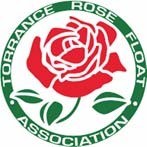 TORRANCE ROSE FLOAT
· ASSOCIATION ·